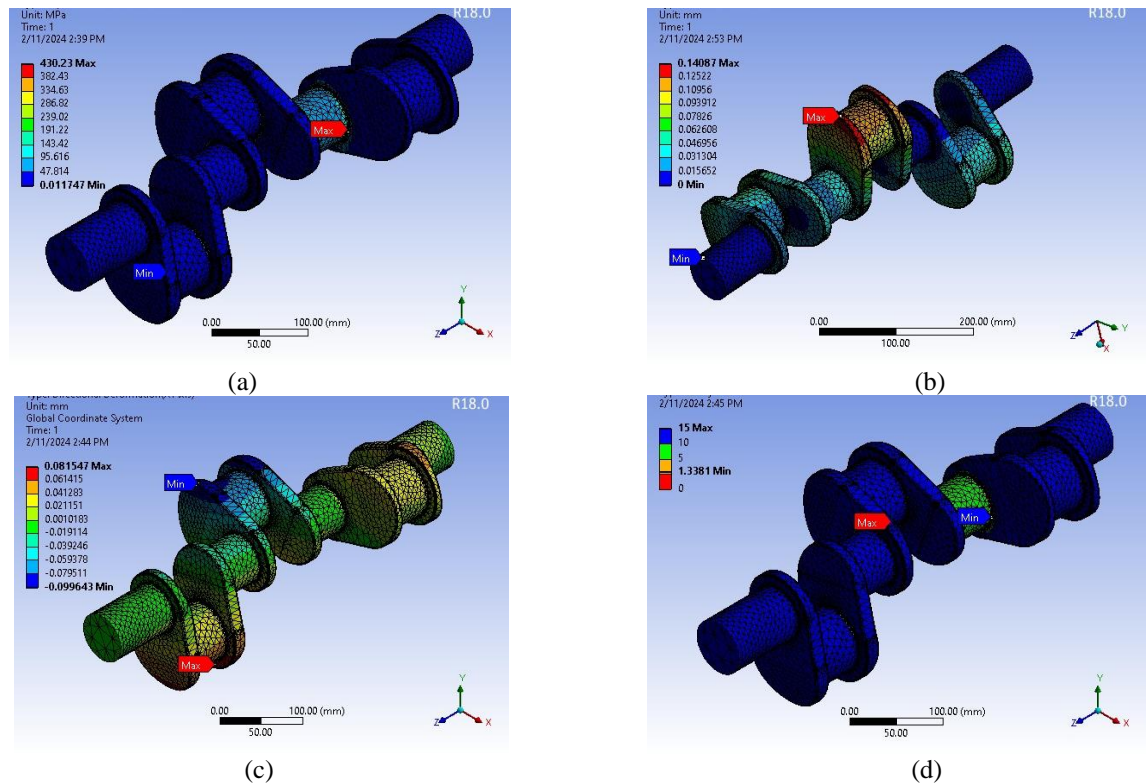 R18.0
Unit: MPa
Time: 1
2/11/2024 2:39 PM
430.23 Max
382.43
334.63
286.82
239.02
191.22
143.42
95.616
47.814
0.011747 Min
Max
Min
0.00
100.00 (mm)
50.00
Y
Z
X
(a)
R18.0
Unit: mm
Time: 1
2/11/2024 2:53 PM
0.14087 Max
0.12522
0.10956
0.093912
0.07826
0.062608
0.046956
0.031304
0.015652
0 Min
Max
Min
0.00
200.00 (mm)
100.00
Z
Y
X
(b)
R18.0
Unit: mm
Global Coordinate System
Time: 1
2/11/2024 2:44 PM
0.081547 Max
0.061415
0.041283
0.021151
0.0010183
-0.019114
-0.039246
-0.059378
-0.079511
-0.099643 Min
Min
Max
0.00
100.00 (mm)
50.00
Y
Z
X
(c)
R18.0
2/11/2024 2:45 PM
15 Max
10
5
1.3381 Min
0
Max
Min
0.00
100.00 (mm)
50.00
Y
Z
X
(d)